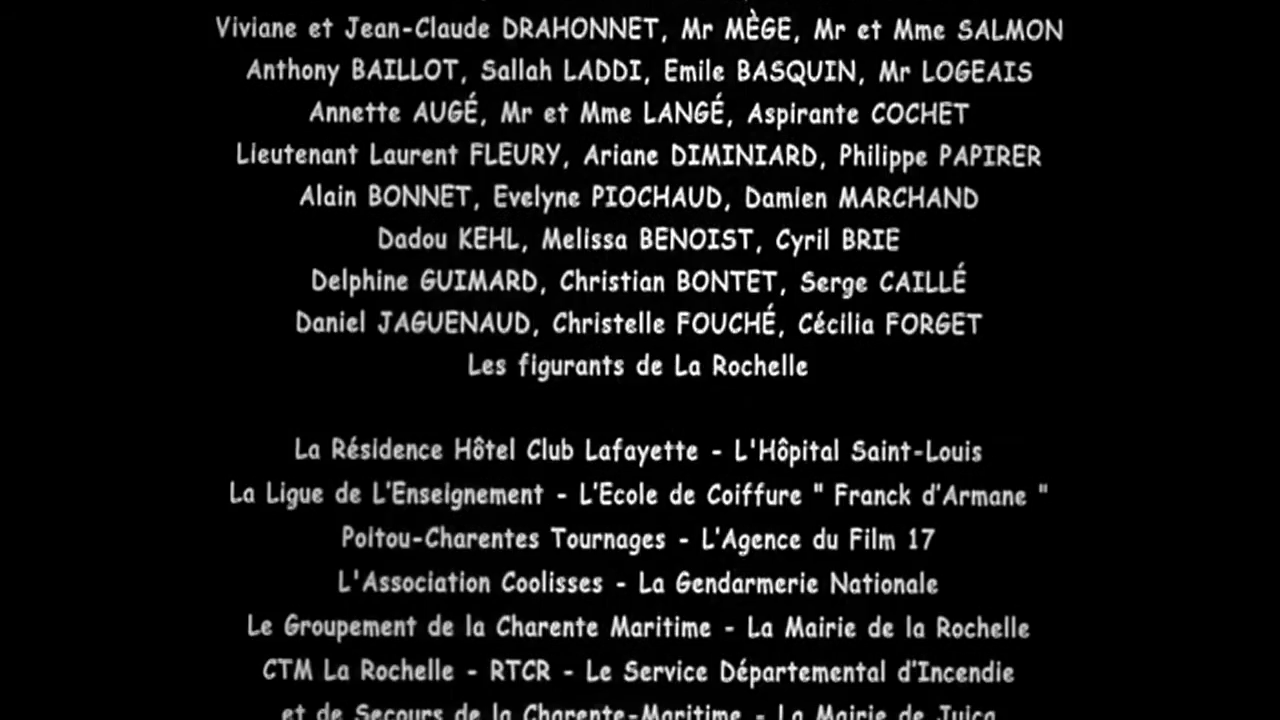 Viviane et Jean-Claude DRAHONNET, Mr MÈGE, Mr et Mme SALMON
Anthony BAILLOT, Sallah LADDI, Emile BASQUIN, Mr LOGEAIS
Annette AUGÉ, Mr et Mme LANGÉ, Aspirante COCHET
Lieutenant Laurent FLEURY, Ariane DIMINIARD, Philippe PAPIRER
Alain BONNET, Evelyne PIOCHAUD, Damien MARCHAND
Dadou KEHL, Melissa BENOIST, Cyril BRIE
Delphine GUIMARD, Christian BONTET, Serge CAILLÉ
Daniel JAGUENAUD, Christelle FOUCHÉ, Cécilia FORGET
Les figurants de La Rochelle
La Résidence Hôtel Club Lafayette - L'Hôpital Saint-Louis
La Ligue de L'Enseignement - L'Ecole de Coiffure " Franck d'Armane "
Poitou-Charentes Tournages - L'Agence du Film 17
L'Association Coolisses - La Gendarmerie Nationale
Le Groupement de la Charente Maritime - La Mairie de la Rochelle
CTM La Rochelle - RTCR - Le Service Départemental d'Incendie
et de Secours de la Charente-Maritime - La Mairie de